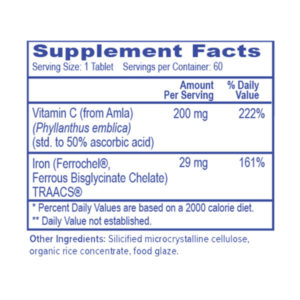 Supplement Facts
Serving Size: 1 Tablet Servings per Container: 60
Amount Per Serving % Daily Value
Vitamin C (from Amla) 200 mg 222%
(Phyllanthus emblica)
(std. to 50% ascorbic acid)
Iron (Ferrochel®, 29 mg 161%
Ferrous Bisglycinate Chelate)
TRAACS®
* Percent Daily Values are based on a 2000 calorie diet.
** Daily Value not established.
Other Ingredients: Silicified microcrystalline cellulose,
organic rice concentrate, food glaze.